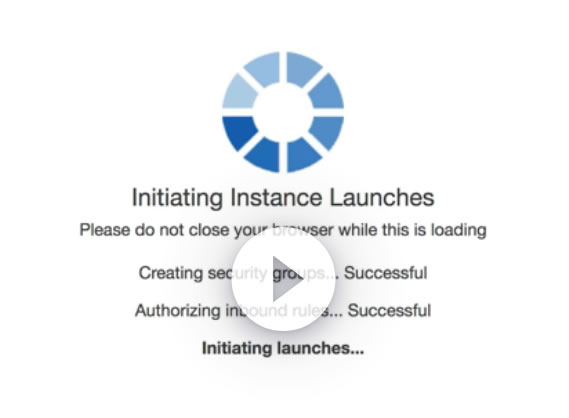 Initiating Instance Launches
Please do not close your browser while this is loading
Creating security groups... Successful
Authorizing inbound rules... Successful
Initiating launches...